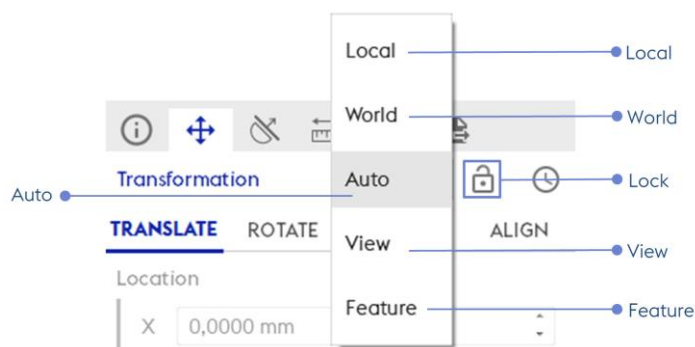 Local
Local
World
World
Transformation
Auto
Lock
Auto
TRANSLATE
ROTATE
ALIGN
View
View
Location
Feature
Feature
X
0,0000 mm